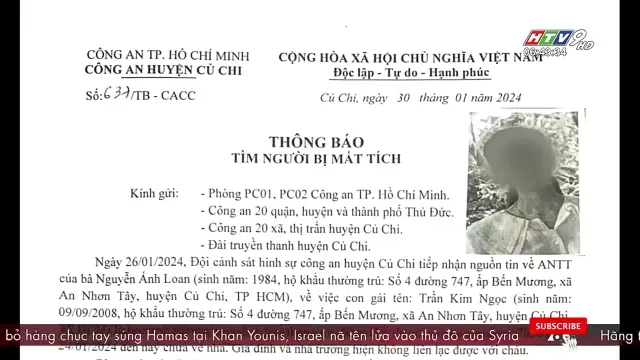 HTV9 HD
06:43:34
CÔNG AN TP. HỒ CHÍ MINH
CÔNG AN HUYỆN CỦ CHI
Số: 637/TB - CACC
CỘNG HÒA XÃ HỘI CHỦ NGHĨA VIỆT NAM
Độc lập - Tự do - Hạnh phúc
Củ Chi, ngày 30 tháng 01 năm 2024
THÔNG BÁO
TÌM NGƯỜI BỊ MẤT TÍCH
Kính gửi:
- Phòng PC01, PC02 Công an TP. Hồ Chí Minh.
- Công an 20 quận, huyện và thành phố Thủ Đức.
- Công an 20 xã, thị trấn huyện Củ Chi.
- Đài truyền thanh huyện Củ Chi.
Ngày 26/01/2024, Đội cảnh sát hình sự công an huyện Củ Chi tiếp nhận nguồn tin về ANTT
của bà Nguyễn Ánh Loan (sinh năm: 1984, hộ khẩu thường trú: Số 4 đường 747, ấp Bến Mương, xã
An Nhơn Tây, huyện Củ Chi, TP HCM), về việc con gái tên: Trần Kim Ngọc (sinh năm:
09/09/2008, hộ khẩu thường trú: Số 4 đường 747, ấp Bến Mương, xã An Nhơn Tây, huyện Củ Chi,
bỏ hàng chục tay súng Hamas tại Khan Younis, Israel nã tên lửa vào thủ đô của Syria
SUBSCRIBE
Hãng t
24/01/2024 đến nay chưa về nhà. Gia đình và nhà trường hiện không liên lạc được với cháu.